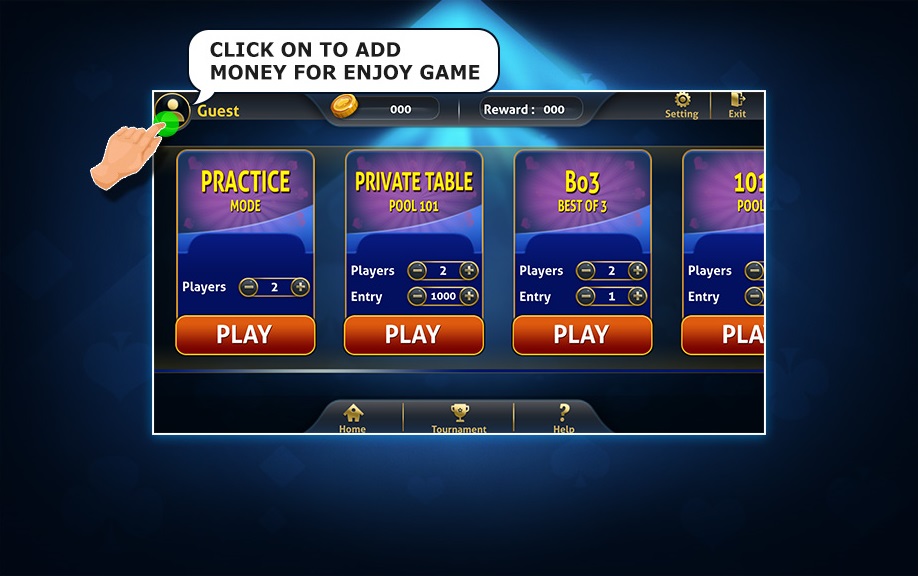 CLICK ON TO ADD
MONEY FOR ENJOY GAME
Guest
000
Reward : 000
Setting
Exit
PRACTICE
MODE
Players
2
PLAY
PRIVATE TABLE
POOL 101
Players
2
Entry
1000
PLAY
Bo3
BEST OF 3
Players
2
Entry
1
PLAY
101
POOL
Players
Entry
PLA
Home
Tournament
Help